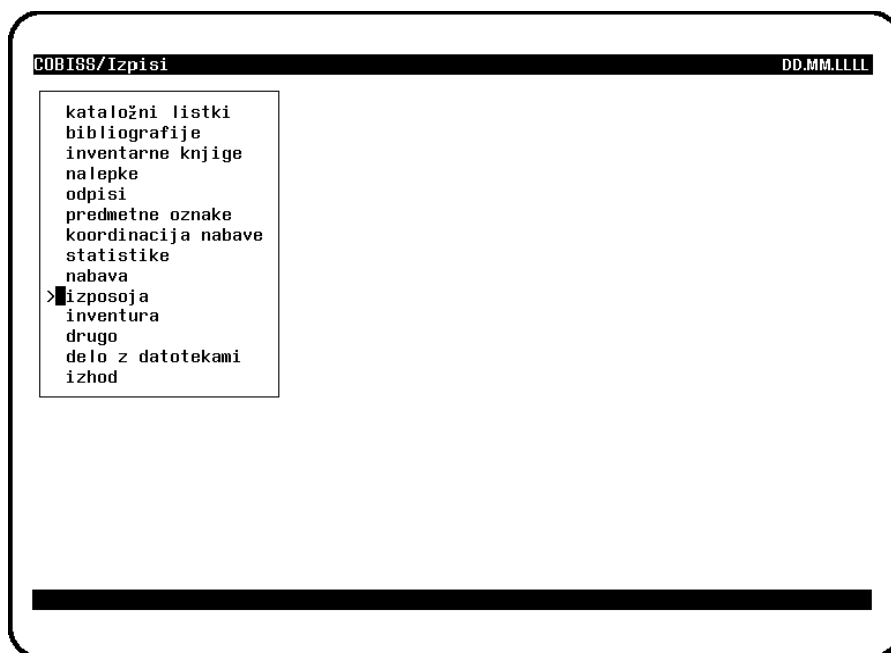 COBISS/Izpisi DD.MM.LLLL
kataložni listki
bibliografije
inventarne knjige
nalepke
odpisi
predmetne oznake
koordinacija nabave
statistike
nabava
>izposoja
inventura
drugo
delo z datotekami
izhod